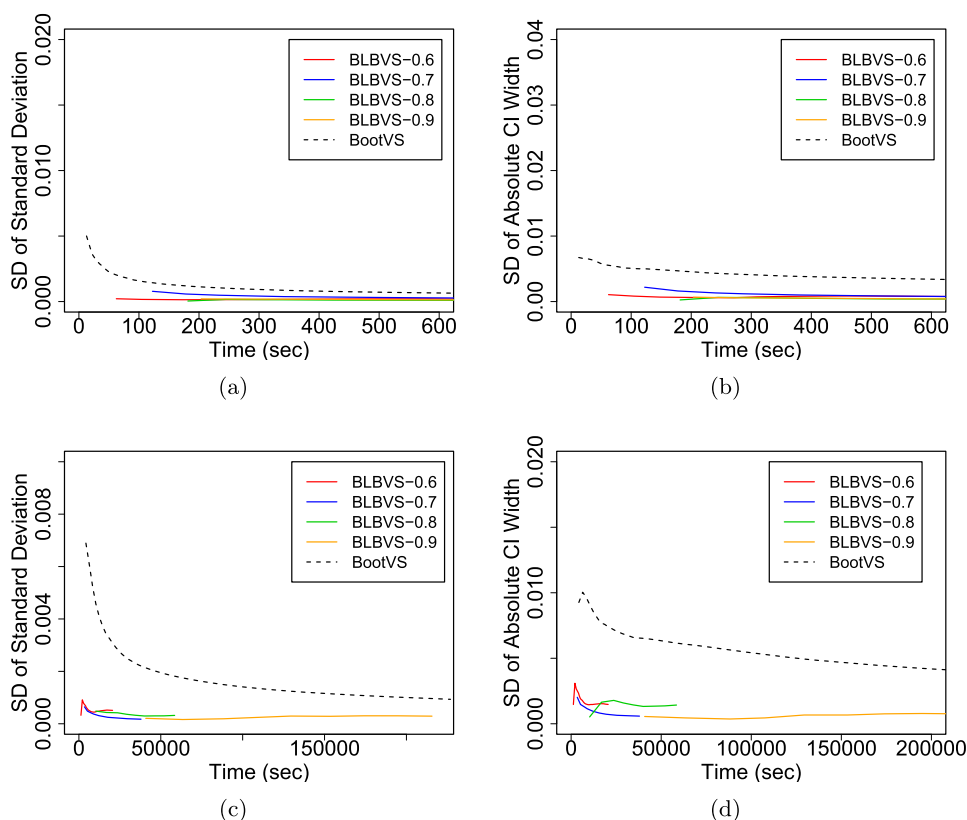 SD of Standard Deviation
0.020
0.010
0.000
BLBVS−0.6
BLBVS−0.7
BLBVS−0.8
BLBVS−0.9
BootVS
0 100 200 300 400 500 600
Time (sec)
(a)
SD of Absolute CI Width
0.04
0.03
0.02
0.01
0.00
BLBVS−0.6
BLBVS−0.7
BLBVS−0.8
BLBVS−0.9
BootVS
0 100 200 300 400 500 600
Time (sec)
(b)
SD of Standard Deviation
0.008
0.004
0.000
BLBVS−0.6
BLBVS−0.7
BLBVS−0.8
BLBVS−0.9
BootVS
0 50000 150000
Time (sec)
(c)
SD of Absolute CI Width
0.020
0.010
0.000
BLBVS−0.6
BLBVS−0.7
BLBVS−0.8
BLBVS−0.9
BootVS
0 50000 100000 150000 200000
Time (sec)
(d)